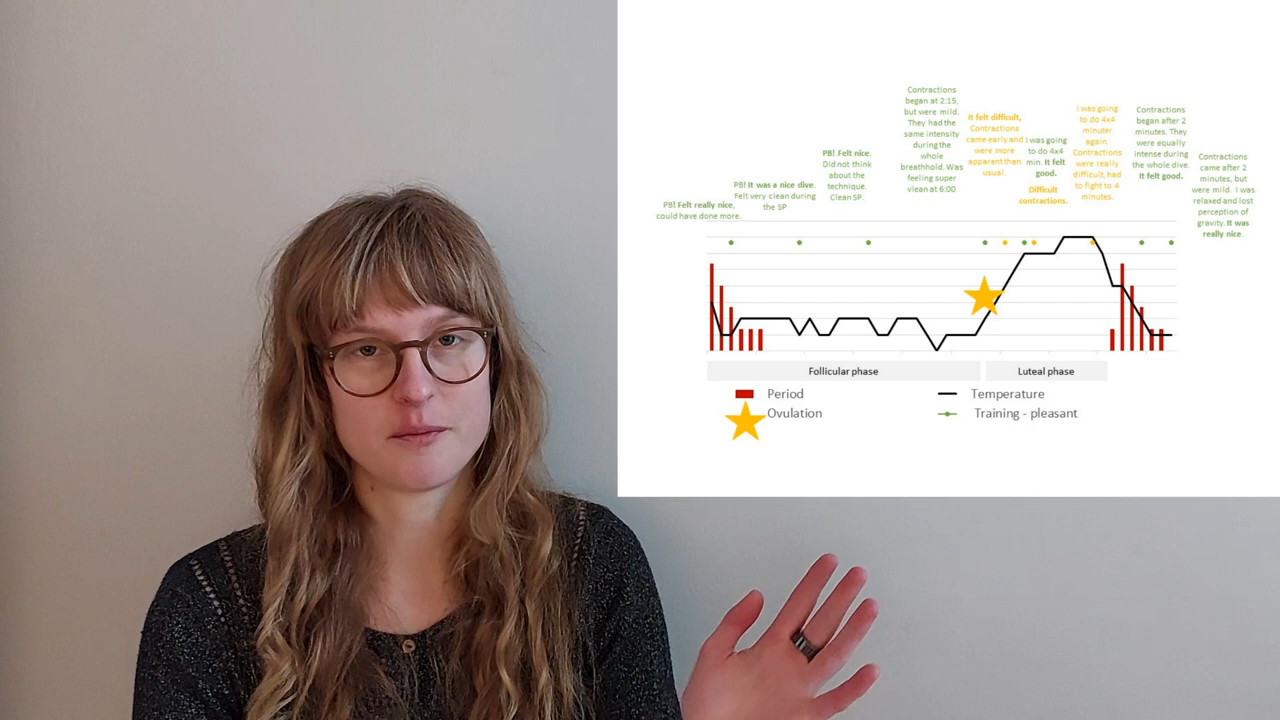 PB! Felt really nice,
could have done more.
PB! It was a nice dive.
Felt very clean during
the SP
PB! Felt nice.
Did not think
about the
technique.
Clean SP.
Contractions
began at 2:15,
but were mild.
They had the
same intensity
during the
whole
breathhold. Was
feeling super
vlean at 6:00
It felt difficult,
Contractions
came early and
were more
apparent than
usual.
I was going
to do 4x4
min. It felt
good.
Difficult
contractions.
I was going
to do 4x4
minuter
again.
Contractions
were really
difficult, had
to fight to 4
minutes.
Contractions
began after 2
minutes. They
were equally
intense during
the whole dive.
It felt good.
Contractions
came after 2
minutes, but
were mild. I was
relaxed and lost
perception of
gravity. It was
really nice.
Follicular phase
Luteal phase
Period
Temperature
Ovulation
Training - pleasant